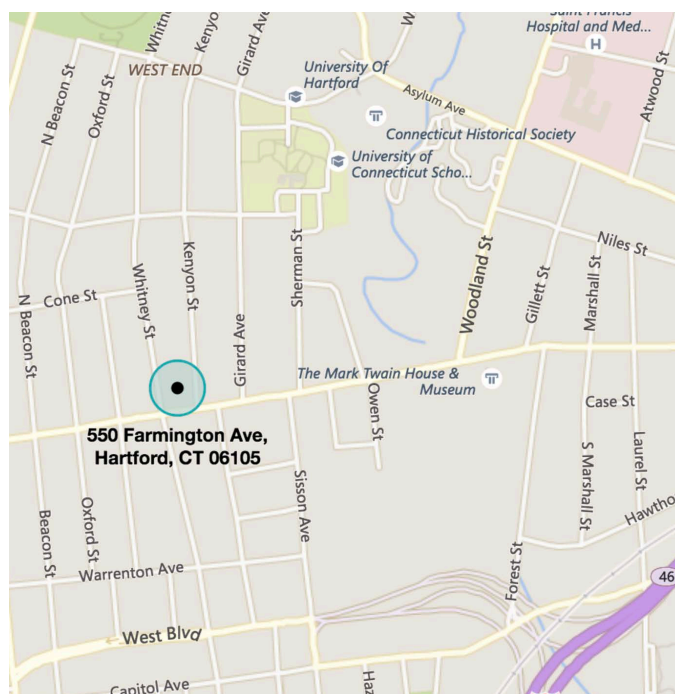 Saint Francis
Hospital and Med...
H
Whitney
Kenyon S
Girard Ave
W
WEST END
N Beacon St
Oxford St
University Of
Hartford
Asylum Ave
Atwood St
Connecticut Historical Society
University of
Connecticut Scho...
Niles St
Sherman St
Woodland St
Whitney St
Kenyon St
Cone St
N Beacon St
Girard Ave
Gillett St
Marshall St
The Mark Twain House &
Museum
Owen St
Case St
550 Farmington Ave,
Hartford, CT 06105
Laurel St
S Marshall St
Sisson Ave
Oxford St
Beacon St
Hawtho
Forest St
Warrenton Ave
46
← West Blvd
Capitol Ave
Haz